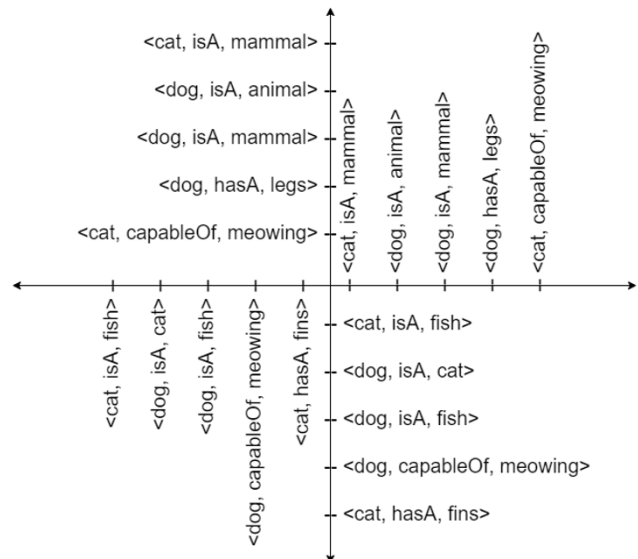 <cat, isA, mammal>
<dog, isA, animal>
<dog, isA, mammal>
<dog, hasA, legs>
<cat, capableOf, meowing>
<cat, isA, mammal>
<dog, isA, animal>
<dog, isA, mammal>
<dog, hasA, legs>
<cat, capableOf, meowing>
<cat, isA, fish>
<dog, isA, cat>
<dog, isA, fish>
<dog, capableOf, meowing>
<cat, hasA, fins>
<cat, isA, fish>
<dog, isA, cat>
<dog, isA, fish>
<dog, capableOf, meowing>
<cat, hasA, fins>